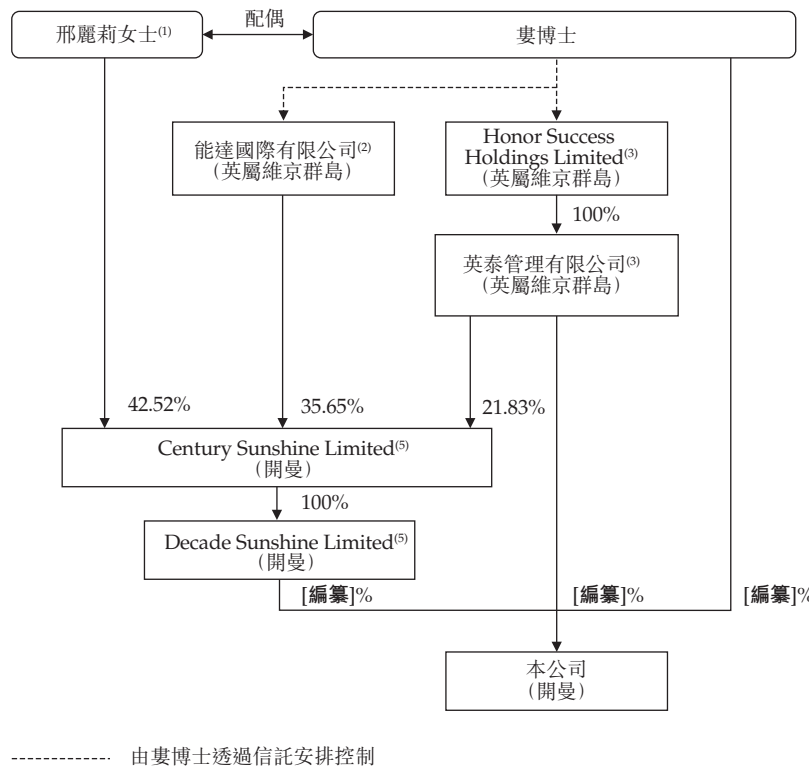 邢麗莉女士(1)
配偶
婁博士
能達國際有限公司(2)
(英屬維京群島)
Honor Success
Holdings Limited(3)
(英屬維京群島)
100%
英泰管理有限公司(3)
(英屬維京群島)
42.52%
35.65%
21.83%
Century Sunshine Limited(5)
(開曼)
100%
Decade Sunshine Limited(5)
(開曼)
[編纂]%
[編纂]%
[編纂]%
本公司
(開曼)
由婁博士透過信託安排控制